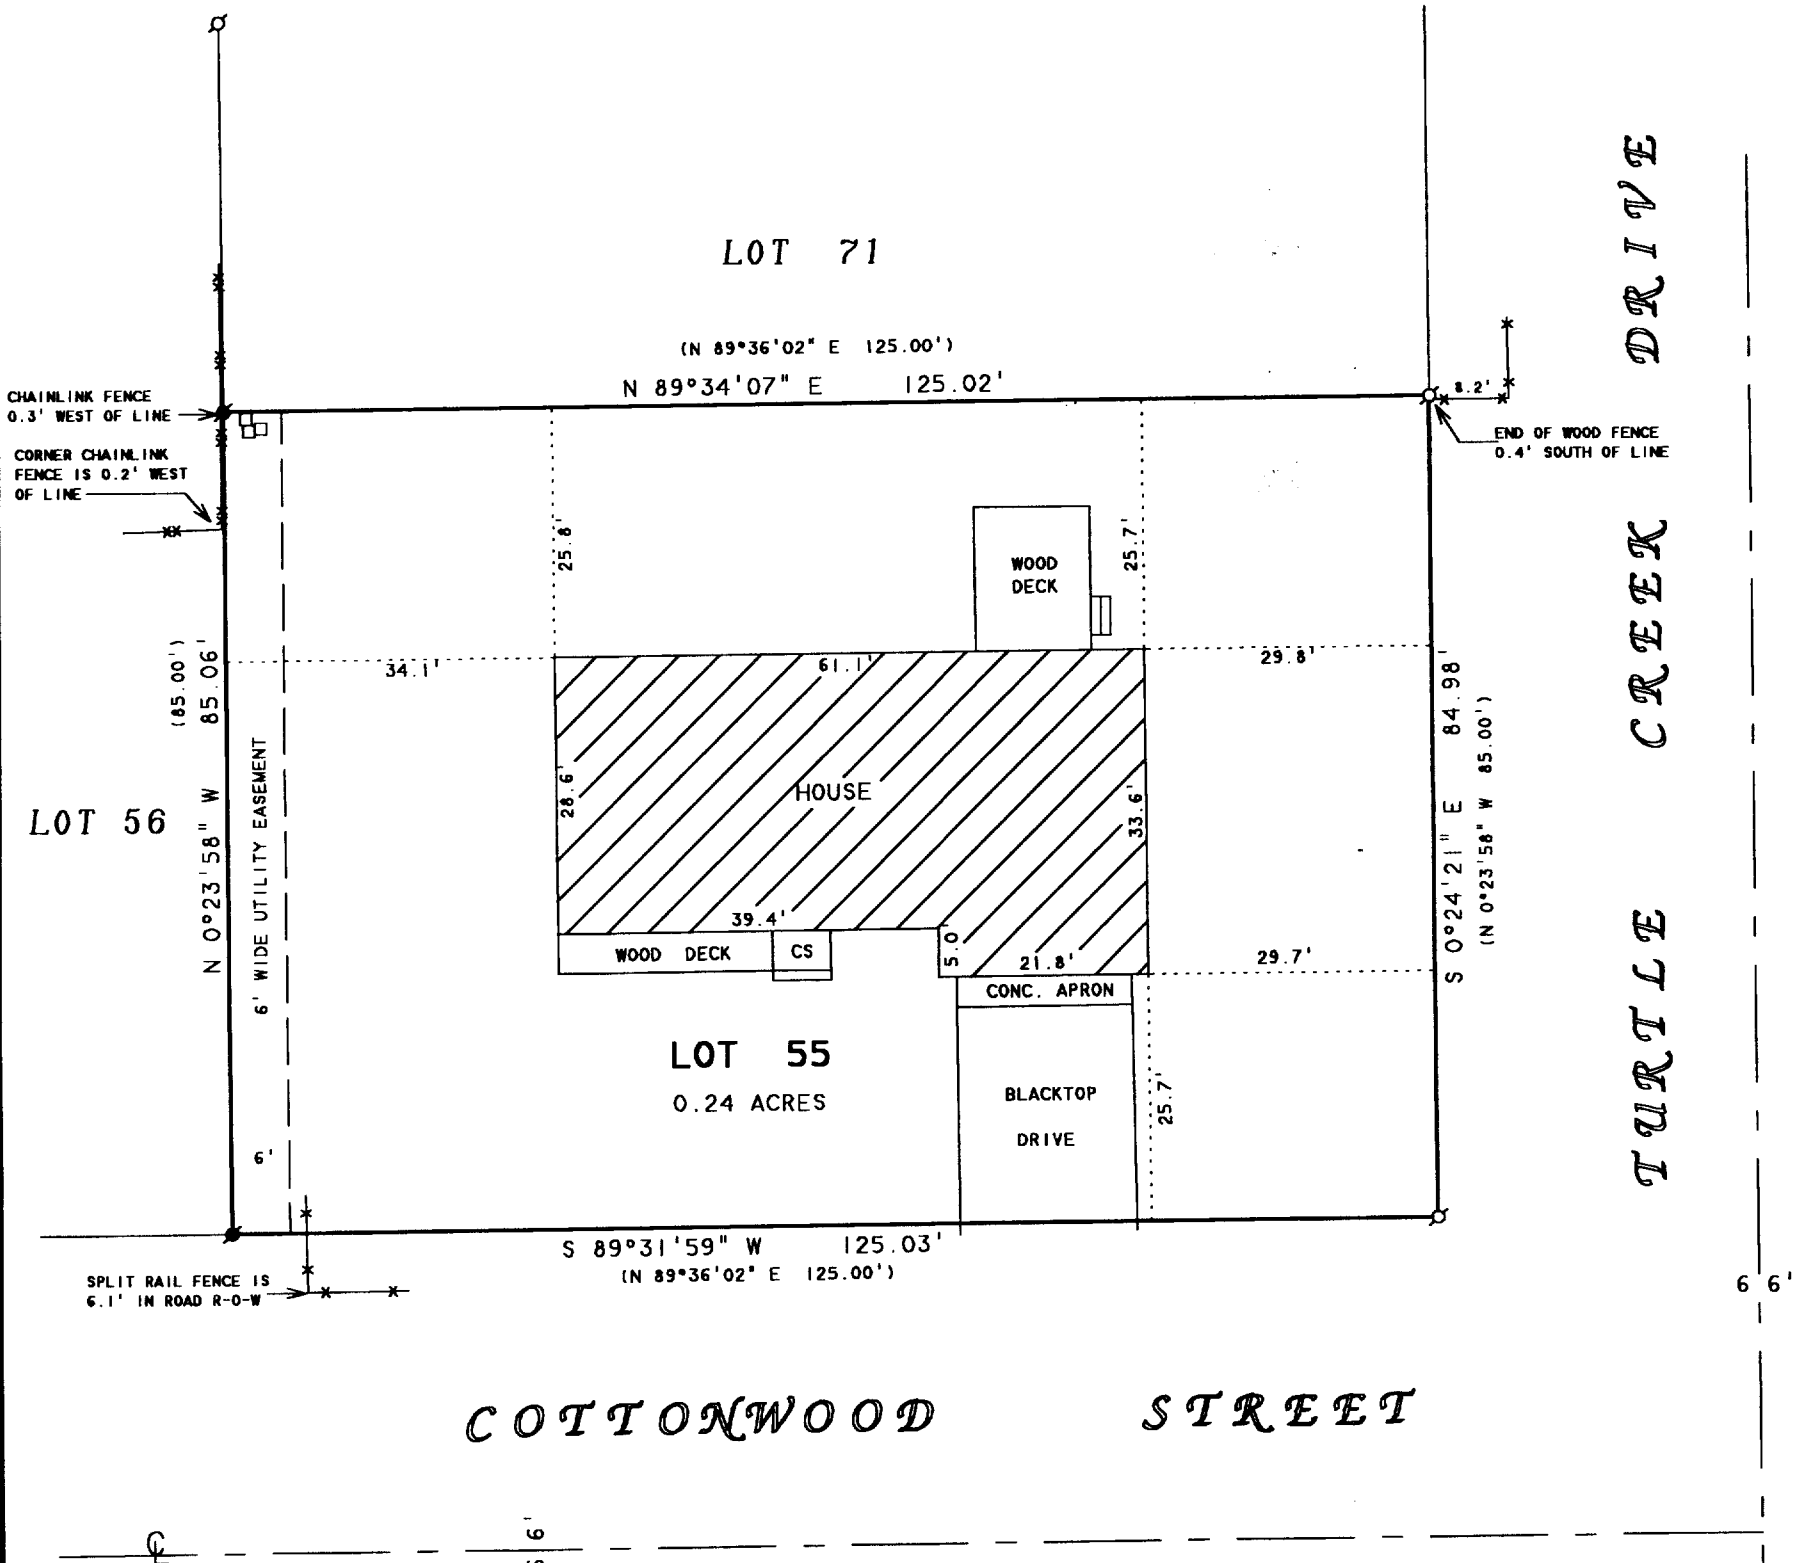 LOT 71
(N 89°36'02" E 125.00')
N 89°34'07" E 125.02'
CHAINLINK FENCE
0.3' WEST OF LINE
CORNER CHAINLINK
FENCE IS 0.2' WEST
OF LINE
8.2'
END OF WOOD FENCE
0.4' SOUTH OF LINE
25.8'
25.7'
WOOD
DECK
34.1'
61.1'
29.8'
(85.00')
N 0°23'58" W 85.06'
6' WIDE UTILITY EASEMENT
LOT 56
28.6'
HOUSE
33.6'
S 0°24'21" E 84.98'
(N 0°23'58" W 85.00')
39.4'
WOOD DECK
CS
5.0'
21.8'
29.7'
CONC. APRON
LOT 55
0.24 ACRES
BLACKTOP
DRIVE
25.7'
6'
S 89°31'59" W 125.03'
(N 89°36'02" E 125.00')
SPLIT RAIL FENCE IS
6.1' IN ROAD R-O-W
TURTLE CREEK DRIVE
66'
COTTONWOOD STREET
6'